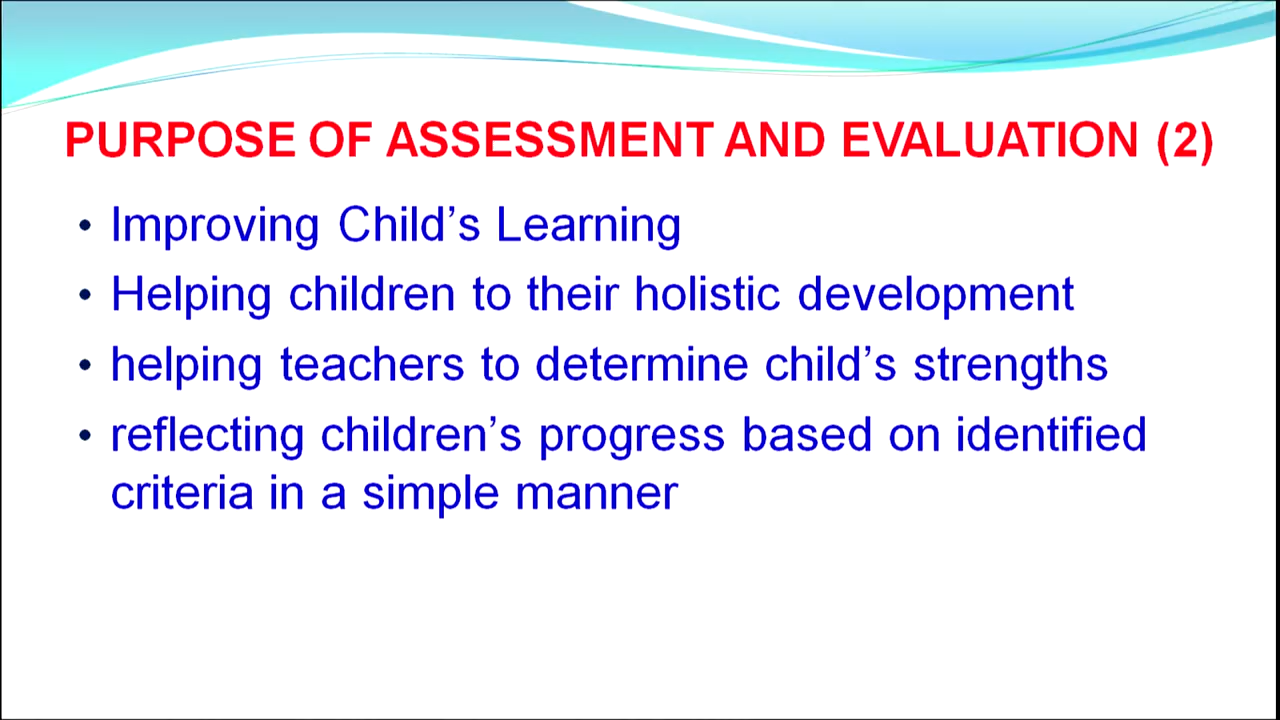 PURPOSE OF ASSESSMENT AND EVALUATION (2)
• Improving Child’s Learning
• Helping children to their holistic development
• helping teachers to determine child’s strengths
• reflecting children’s progress based on identified
criteria in a simple manner